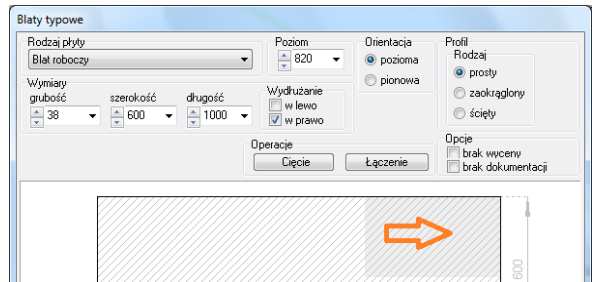 Blaty typowe
Rodzaj płyty
Blat roboczy
Poziom
820
Orientacja
pozioma
pionowa
Profil
Rodzaj
prosty
zaokrąglony
ścięty
Wymiary
grubość
szerokość
długość
38
600
1000
Wydłużanie
w lewo
w prawo
Operacje
Cięcie
Łączenie
Opcje
brak wyceny
brak dokumentacji
600